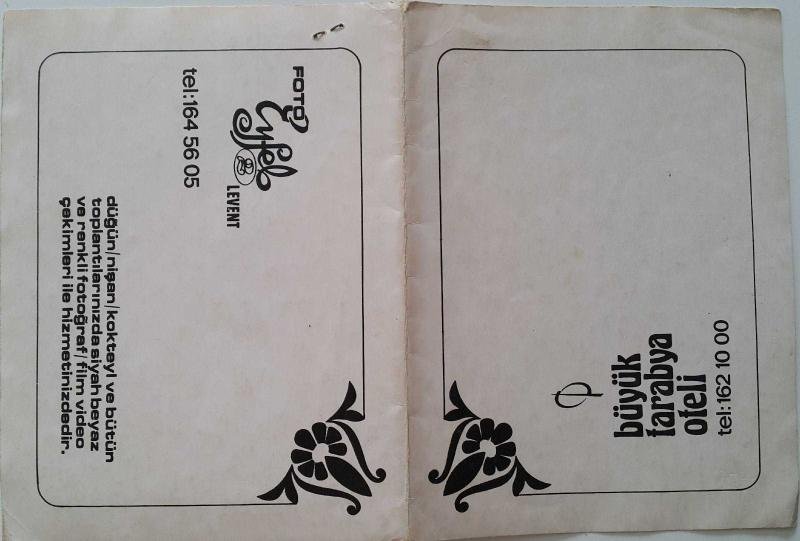 FOTO
Eyfel
LEVENT
tel:164 56 05
düğün/nişan/kokteyl ve bütün
toplantılarınızda siyah beyaz
ve renkli fotoğraf/film video
çekimleri ile hizmetinizdedir.
büyük
tarabya
oteli
tel:162 10 00